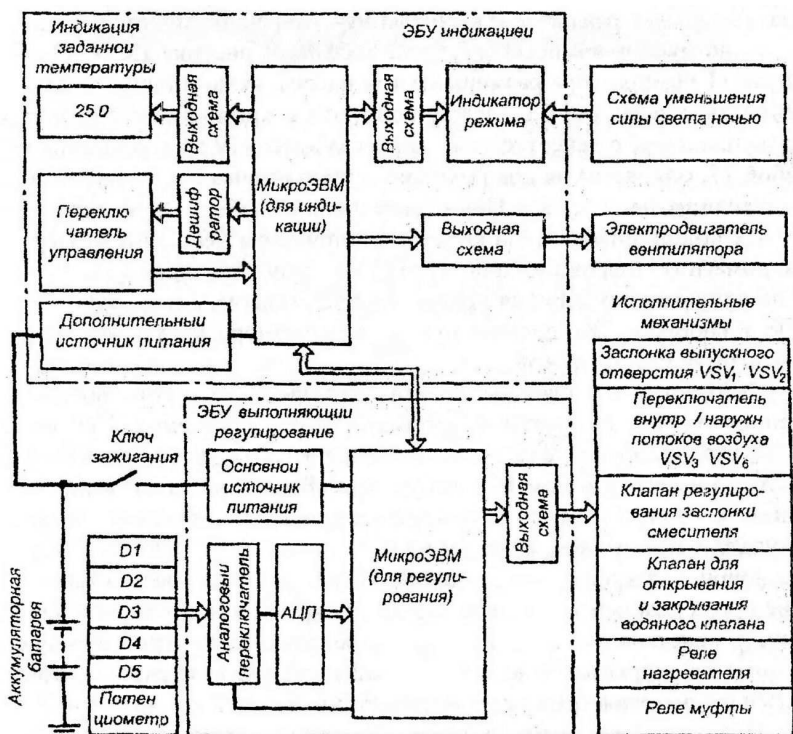 Индикация
заданной
температуры
ЭБУ индикациеи
25 0
Выходная
схема
Выходная
схема
Индикатор
режима
Схема уменьшения
силы света ночью
Переклю
чатель
управления
Дешиф
ратор
МикроЭВМ
(для инди-
кации)
Выходная
схема
Электродвигатель
вентилятора
Дополнительный
источник питания
Исполнительные
механизмы
Заслонка выпускного
отверстия VSV1 VSV2
Переключатель
внутр / наружн
потоков воздуха
VSV3 VSV6
Клапан регулиро-
вания заслонки
смесителя
Клапан для
открывания
и закрывания
водяного клапана
Реле
нагревателя
Реле муфты
ЭБУ выполняющии
регулирование
Ключ
зажигания
Основнои
источник
питания
МикроЭВМ
(для регули-
рования)
Выходная
схема
Аккумуляторная
батарея
D1
D2
D3
D4
D5
Потен
циометр
Аналоговый
переключатель
АЦП